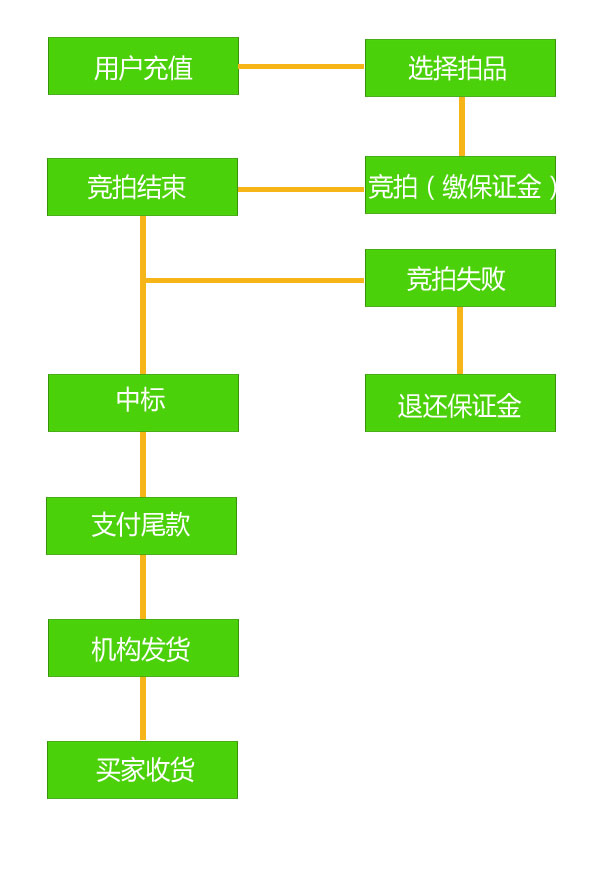 用户充值
选择拍品
竞拍结束
竞拍（缴保证金）
竞拍失败
中标
退还保证金
支付尾款
机构发货
买家收货